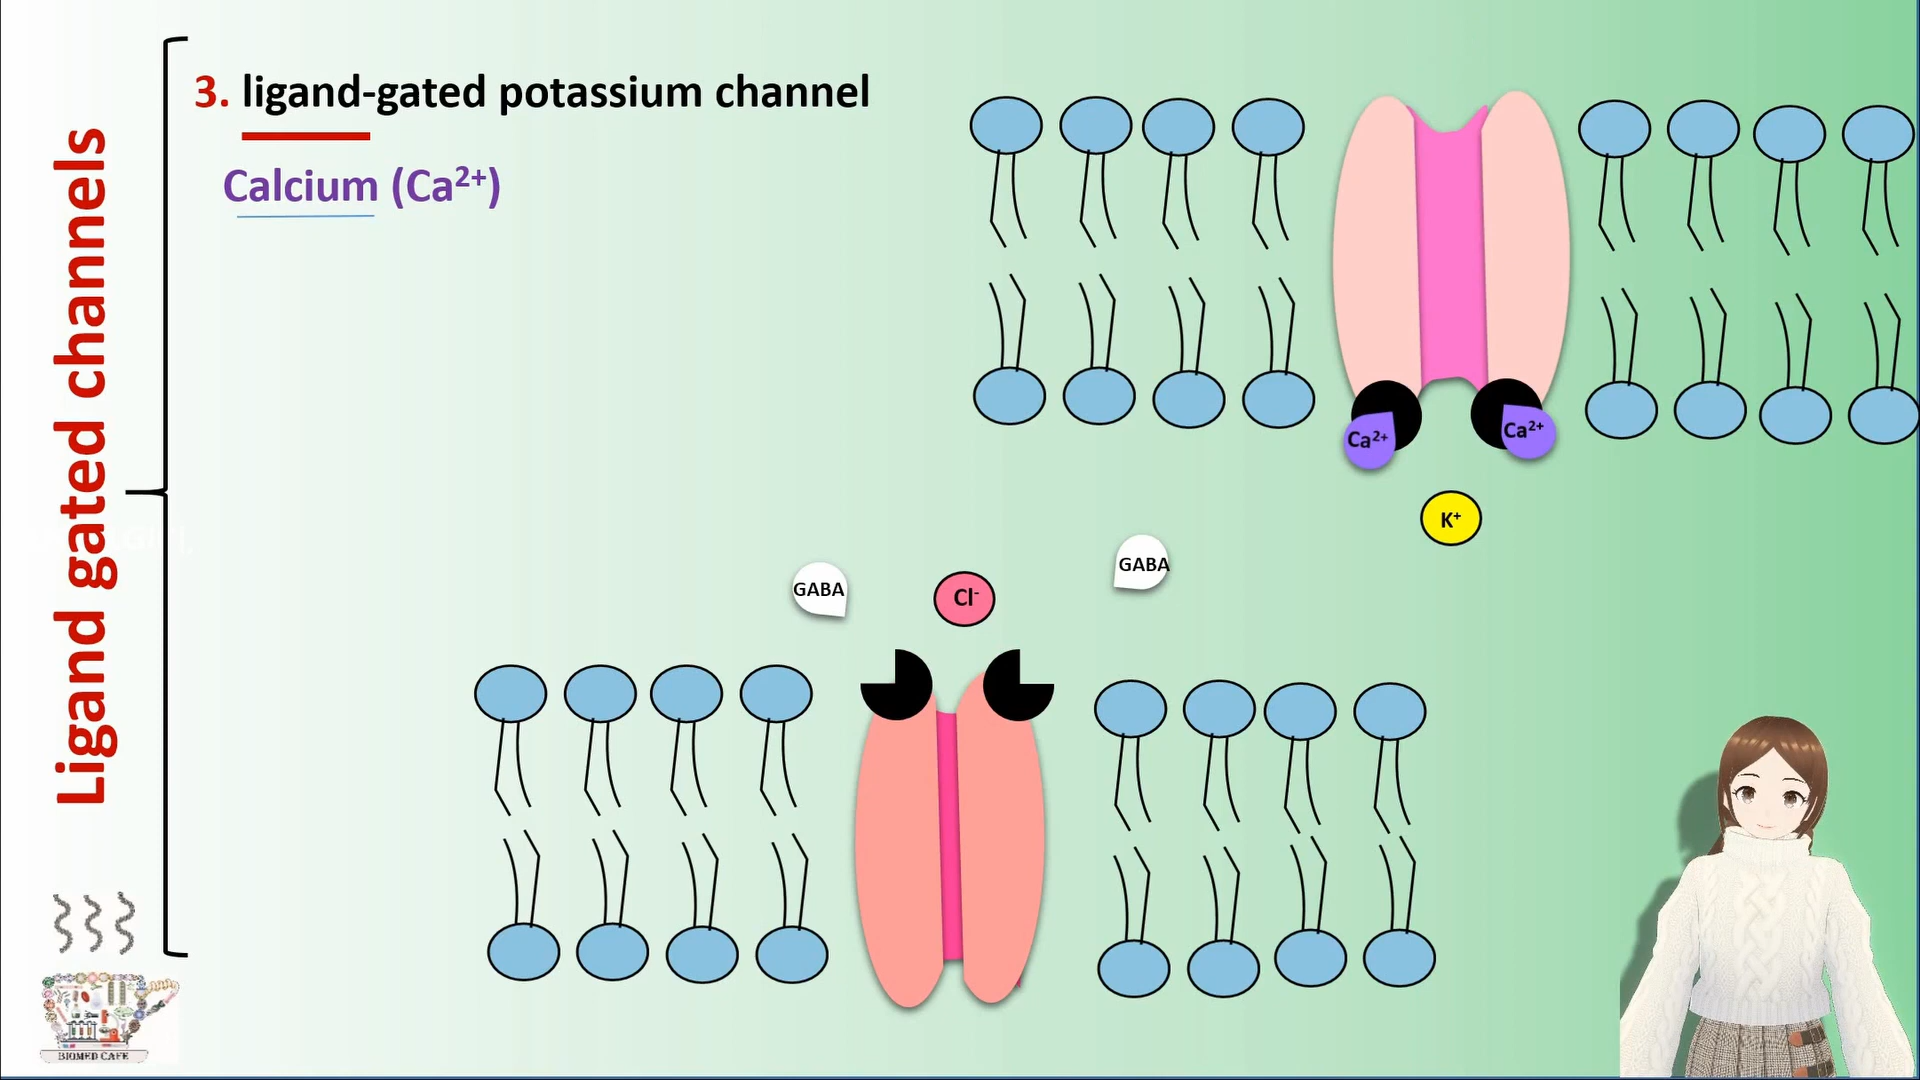 Ligand gated channels
3. ligand-gated potassium channel
Calcium (Ca²⁺)
Ca²⁺
Ca²⁺
K⁺
GABA
Cl⁻
GABA
BIOMED CAFE